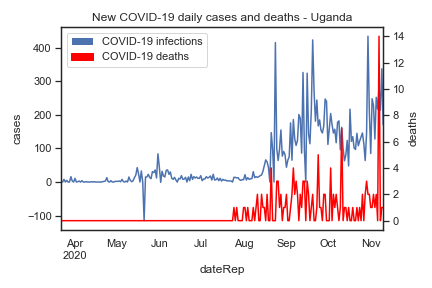 New COVID-19 daily cases and deaths - Uganda
COVID-19 infections
COVID-19 deaths
400
300
200
100
0
−100
cases
14
12
10
8
6
4
2
0
deaths
Apr
2020
May
Jun
Jul
Aug
Sep
Oct
Nov
dateRep